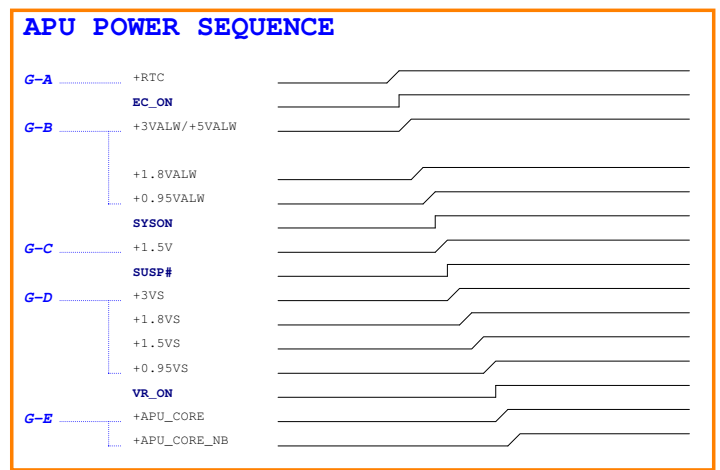 APU POWER SEQUENCE
G-A +RTC
EC_ON
G-B +3VALW/+5VALW
+1.8VALW
+0.95VALW
SYSON
G-C +1.5V
SUSP#
G-D +3VS
+1.8VS
+1.5VS
+0.95VS
VR_ON
G-E +APU_CORE
+APU_CORE_NB